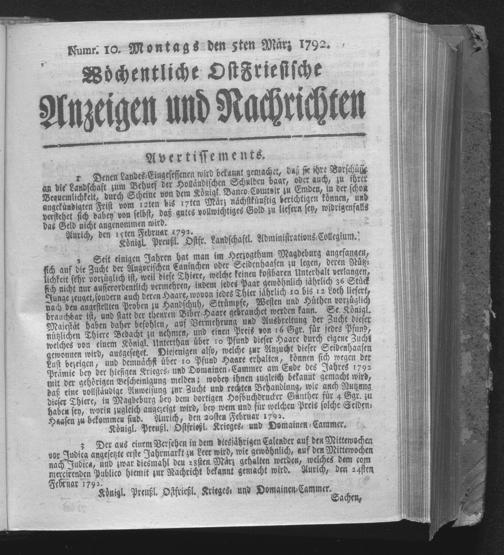 Numr. 10. Montags den 5ten März 1792.
Wöchentliche OstFriesische
Anzeigen und Nachrichten
Avertissements.
1 Denen Landes-Eingesessenen wird bekannt gemachet, daß sie ihre Vorschüsse
an die Landschaft zum Behuef der Holländischen Schulden baar, oder auch, zu ihrer
Bequemlichkeit, durch Scheine von dem Königl. Banco-Comtoir zu Emden, in der schon
angekündigten Frist vom 12ten bis 17ten März nächstkünftig berichtigen können, und
verstehet sich dabey von selbst, daß gutes vollwichtiges Gold zu liefern sey, widrigenfalls
das Geld nicht angenommen wird.
Aurich, den 15ten Februar 1792.
Königl. Preußl. Ostfr. Landschaftl. Administrations-Collegium.
2 Seit einigen Jahren hat man im Herzogthum Magdeburg angefangen,
sich auf die Zucht der Angorischen Caninchen oder Seidenhaasen zu legen, deren Nütz-
lichkeit sehr vorzüglich ist, weil diese Thiere, welche keinen kostbaren Unterhalt verlangen,
sich nicht nur ausserordentlich vermehren, indem jedes Paar gewöhnlich jährlich 36 Stück
Junge zeuget, sondern auch deren Haare, wovon jedes Thier jährlich 10 bis 12 Loth liefert,
nach den angestellten Proben zu Handschuh, Strümpfe, Westen und Hüthen vorzüglich
brauchbar ist, und statt der theuren Biber-Haare gebrauchet werden kann. Se. Königl.
Majestät haben daher befohlen, auf Vermehrung und Ausbreitung der Zucht dieser
nützlichen Thiere Bedacht zu nehmen, und einen Preis von 16 Ggr. für jedes Pfund,
welches von einem Königl. Unterthan über 10 Pfund dieser Haare durch eigene Zucht
gewonnen wird, ausgesetzet. Diejenigen also, welche zur Anzucht dieser Seidenhaasen
Lust bezeigen, und demnächst über 10 Pfund Haare erhalten, können sich wegen der
Prämie bey der hiesigen Krieges- und Domainen-Cammer am Ende des Jahres 1792
mit der gehörigen Bescheinigung melden; wobey ihnen zugleich bekannt gemacht wird,
daß eine vollständige Anweisung zur Zucht und rechten Behandlung, wie auch Nutzung
dieser Thiere, in Magdeburg bey dem dortigen Hofbuchdrucker Günther für 4 Ggr. zu
haben sey, worin zugleich angezeigt wird, bey wem und für welchen Preis solche Seiden-
Haasen zu bekommen sind. Aurich, den 20sten Februar 1792.
Königl. Preußl. Ostfriesl. Krieges- und Domainen-Cammer.
3 Der aus einem Versehen in dem diesjährigen Calender auf den Mittwochen
vor Judica angesetzte erste Jahrmarkt zu Leer wird, wie gewöhnlich, auf den Mittwochen
nach Judica, und zwar diesmahl den 28sten März gehalten werden, welches dem com-
mercirenden Publico hiemit zur Nachricht bekannt gemacht wird. Aurich, den 24sten
Februar 1792.
Königl. Preußl. Ostfriesl. Krieges- und Domainen-Cammer.
Sachen,